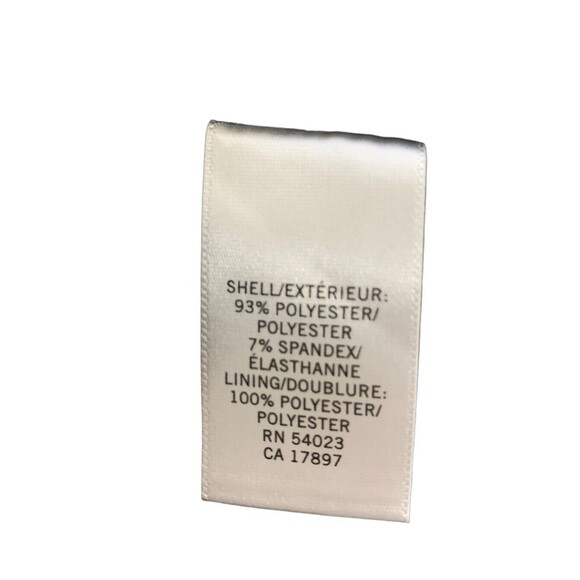 SHELL/EXTÉRIEUR:
93% POLYESTER/
POLYESTER
7% SPANDEX/
ÉLASTHANNE
LINING/DOUBLURE:
100% POLYESTER/
POLYESTER
RN 54023
CA 17897